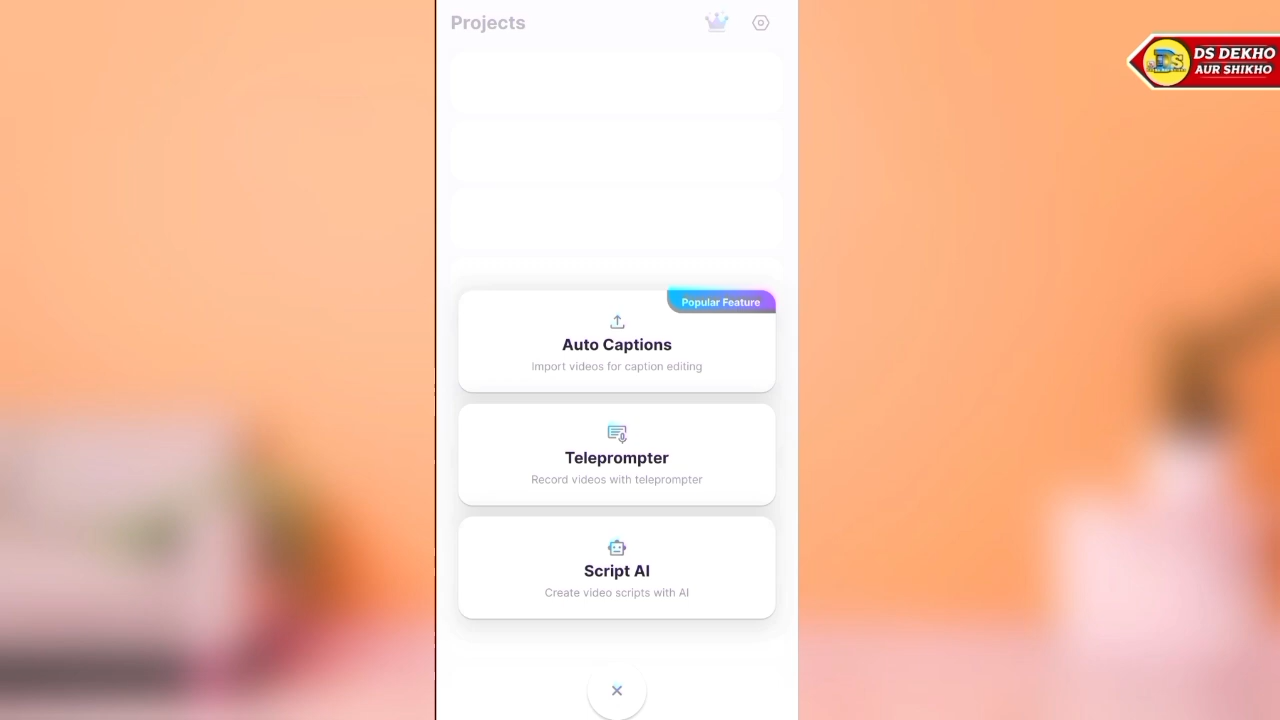 Projects
DS DEKHO
AUR SHIKHO
Popular Feature
Auto Captions
Import videos for caption editing
Teleprompter
Record videos with teleprompter
Script AI
Create video scripts with AI